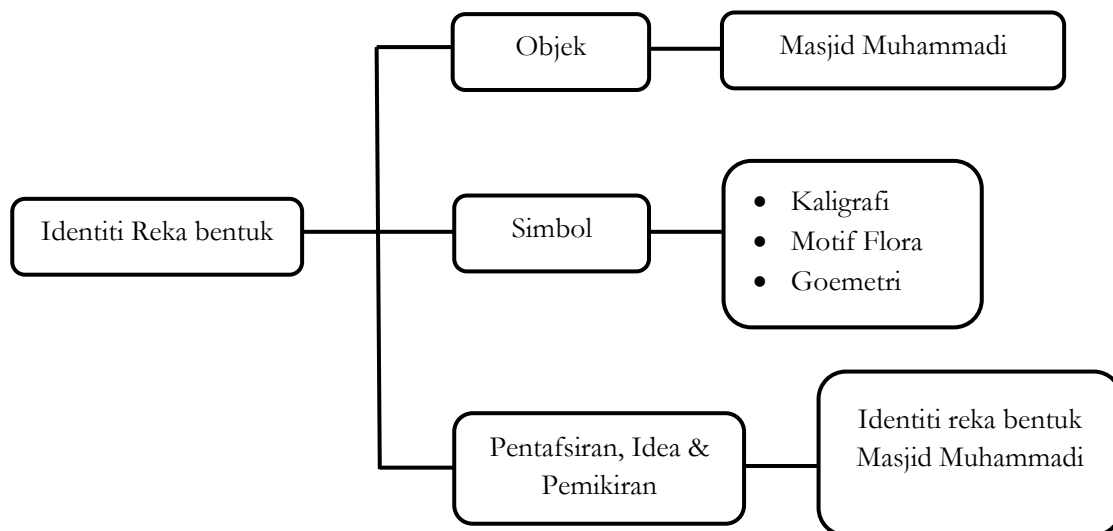 Objek
Masjid Muhammadi
Identiti Reka bentuk
Simbol
• Kaligrafi
• Motif Flora
• Goemetri
Pentafsiran, Idea &
Pemikiran
Identiti reka bentuk
Masjid Muhammadi